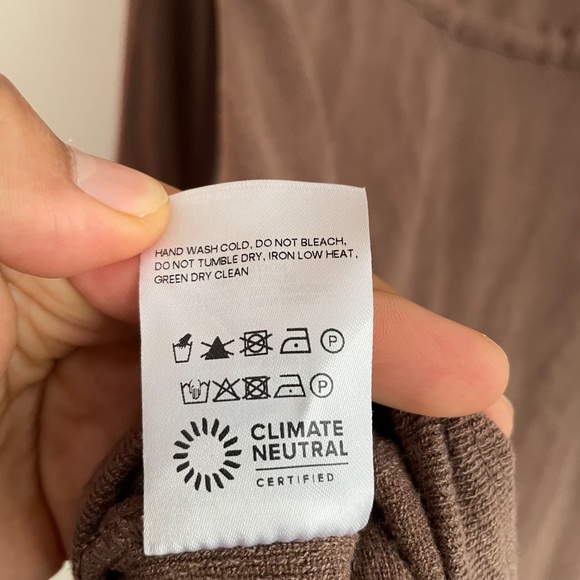 HAND WASH COLD, DO NOT BLEACH,
DO NOT TUMBLE DRY, IRON LOW HEAT,
GREEN DRY CLEAN
P
P
CLIMATE
NEUTRAL
CERTIFIED